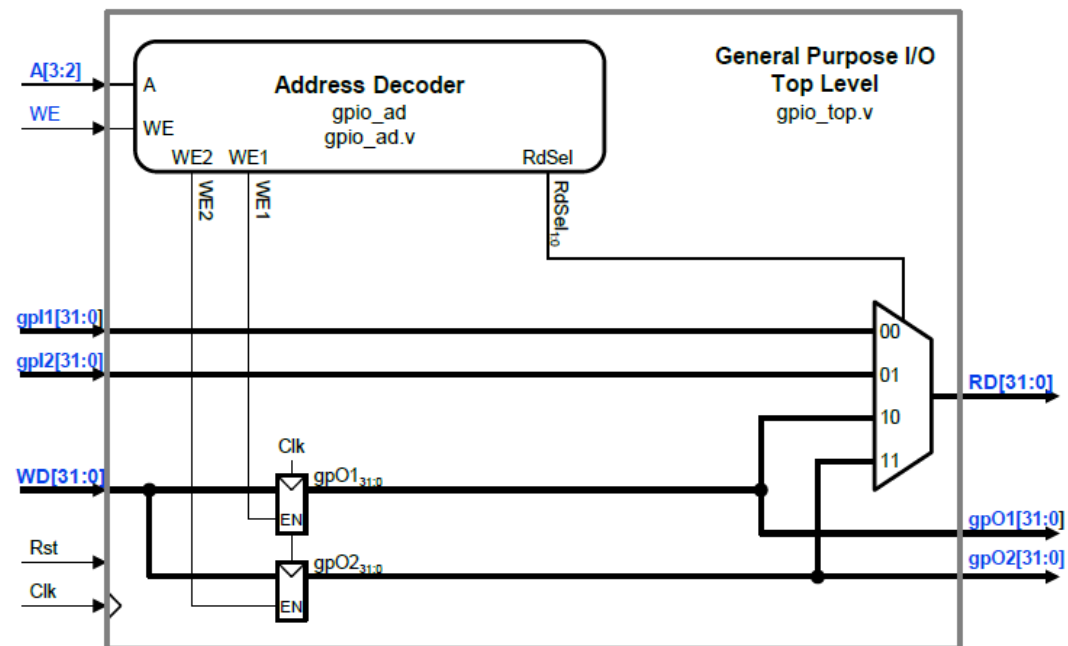 General Purpose I/O
Top Level
gpio_top.v
A[3:2]
WE
A
WE
Address Decoder
gpio_ad
gpio_ad.v
WE2 WE1
RdSel
WE2
WE1
RdSel1:0
gpI1[31:0]
00
gpI2[31:0]
01
RD[31:0]
10
11
Clk
WD[31:0]
gpO131:0
EN
gpO1[31:0]
Rst
gpO231:0
gpO2[31:0]
Clk
EN